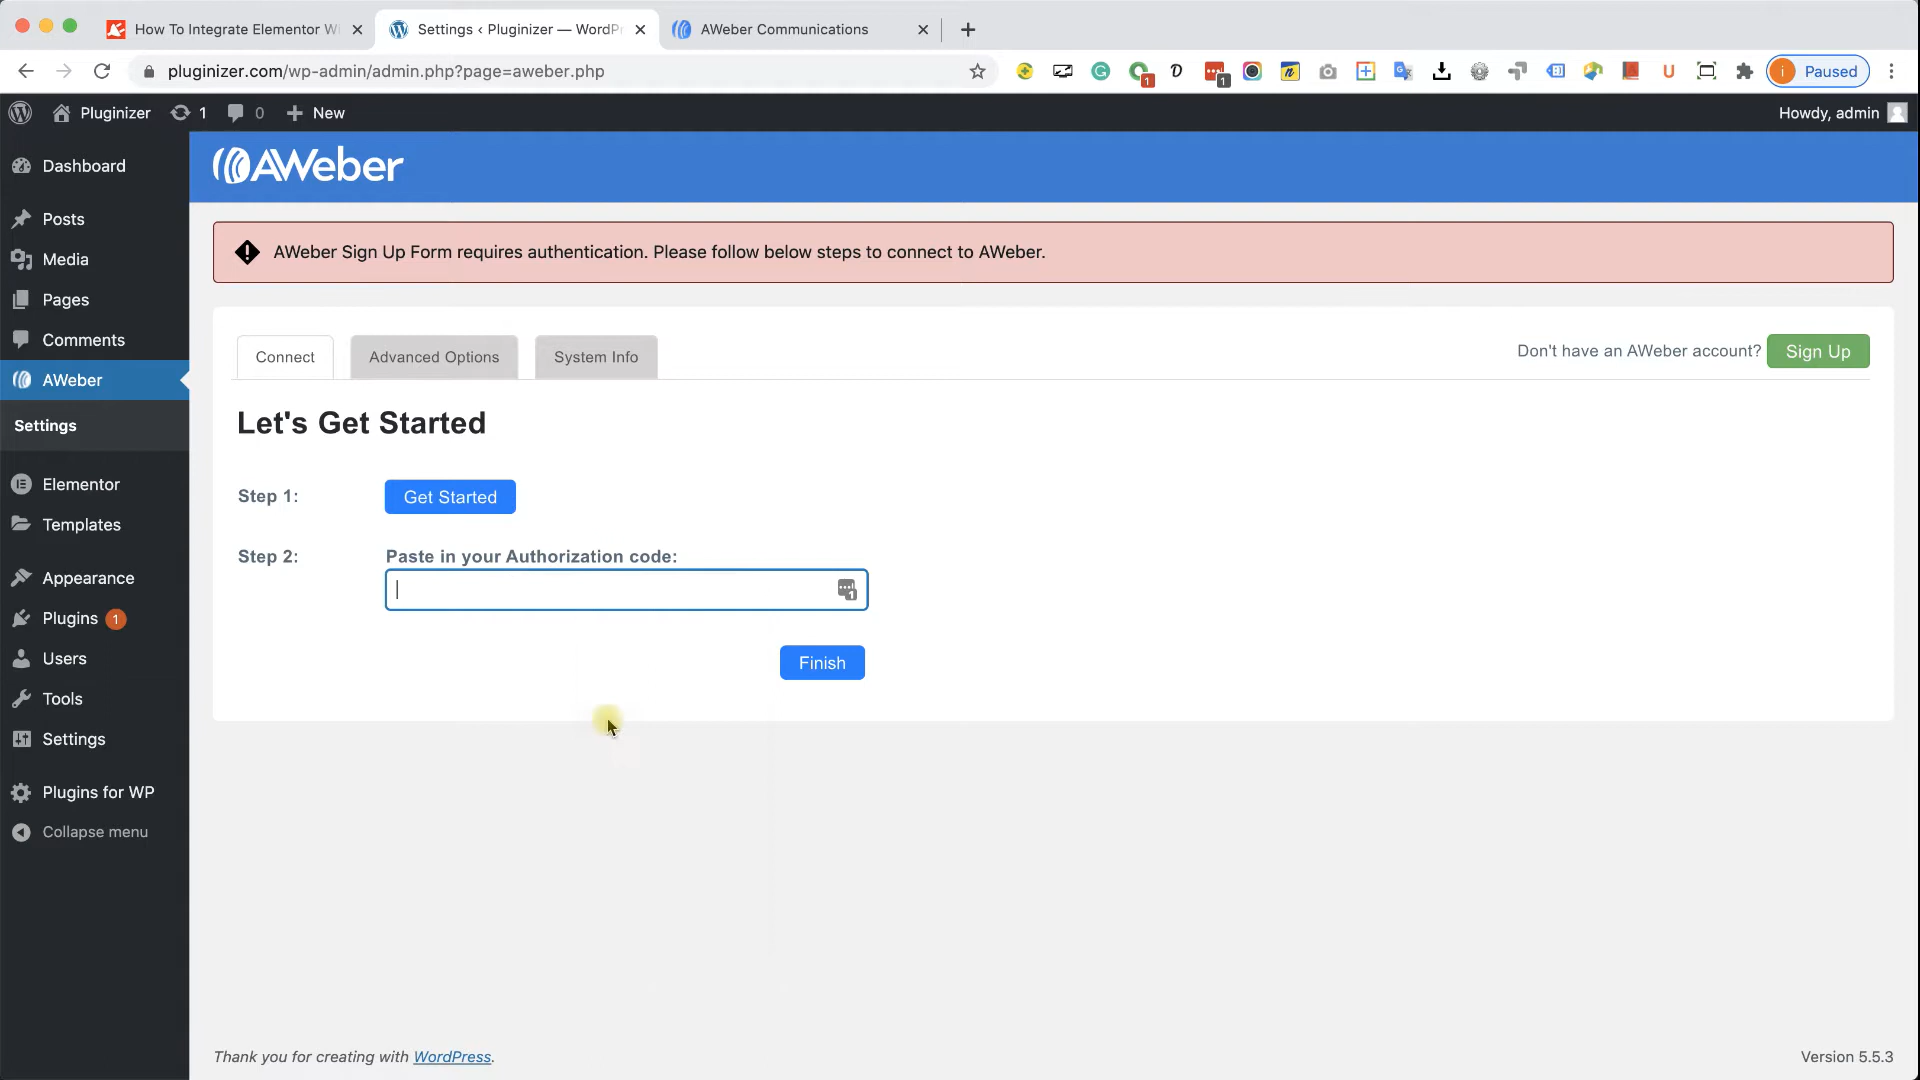 How To Integrate Elementor Wi
Settings ‹ Pluginizer — WordPr
AWeber Communications
pluginizer.com/wp-admin/admin.php?page=aweber.php
Paused
Pluginizer
1
0
New
Howdy, admin
Dashboard
Posts
Media
Pages
Comments
AWeber
Settings
Elementor
Templates
Appearance
Plugins 1
Users
Tools
Settings
Plugins for WP
Collapse menu
AWeber
AWeber Sign Up Form requires authentication. Please follow below steps to connect to AWeber.
Connect
Advanced Options
System Info
Don't have an AWeber account?
Sign Up
Let's Get Started
Step 1:
Get Started
Step 2:
Paste in your Authorization code:
Finish
Thank you for creating with WordPress.
Version 5.5.3